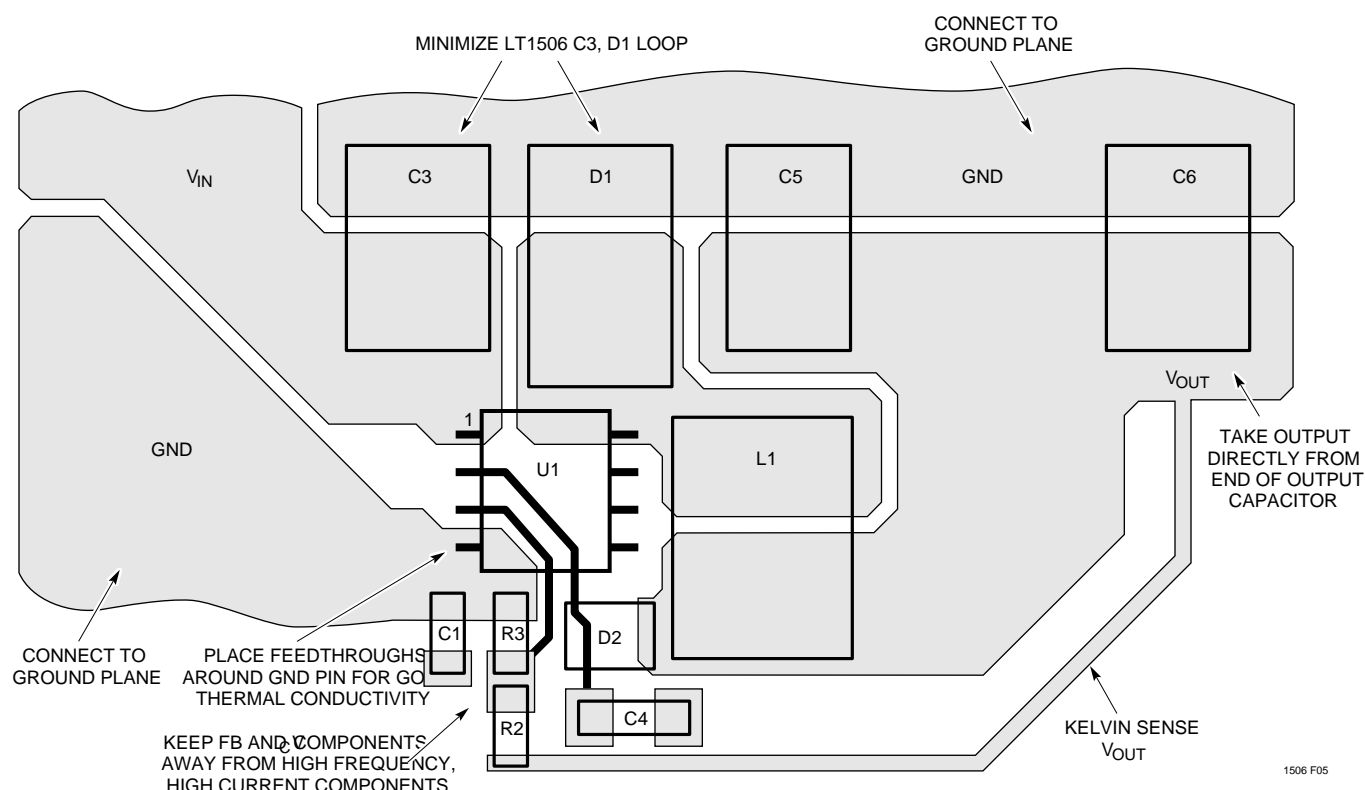 CONNECT TO
GROUND PLANE
MINIMIZE LT1506 C3, D1 LOOP
VIN
C3
D1
C5
GND
C6
VOUT
1
GND
U1
L1
TAKE OUTPUT
DIRECTLY FROM
END OF OUTPUT
CAPACITOR
C1
R3
D2
CONNECT TO
GROUND PLANE
PLACE FEEDTHROUGHS
AROUND GND PIN FOR GO
THERMAL CONDUCTIVITY
R2
C4
KELVIN SENSE
VOUT
KEEP FB AND VC COMPONENTS
AWAY FROM HIGH FREQUENCY,
HIGH CURRENT COMPONENTS
1506 F05